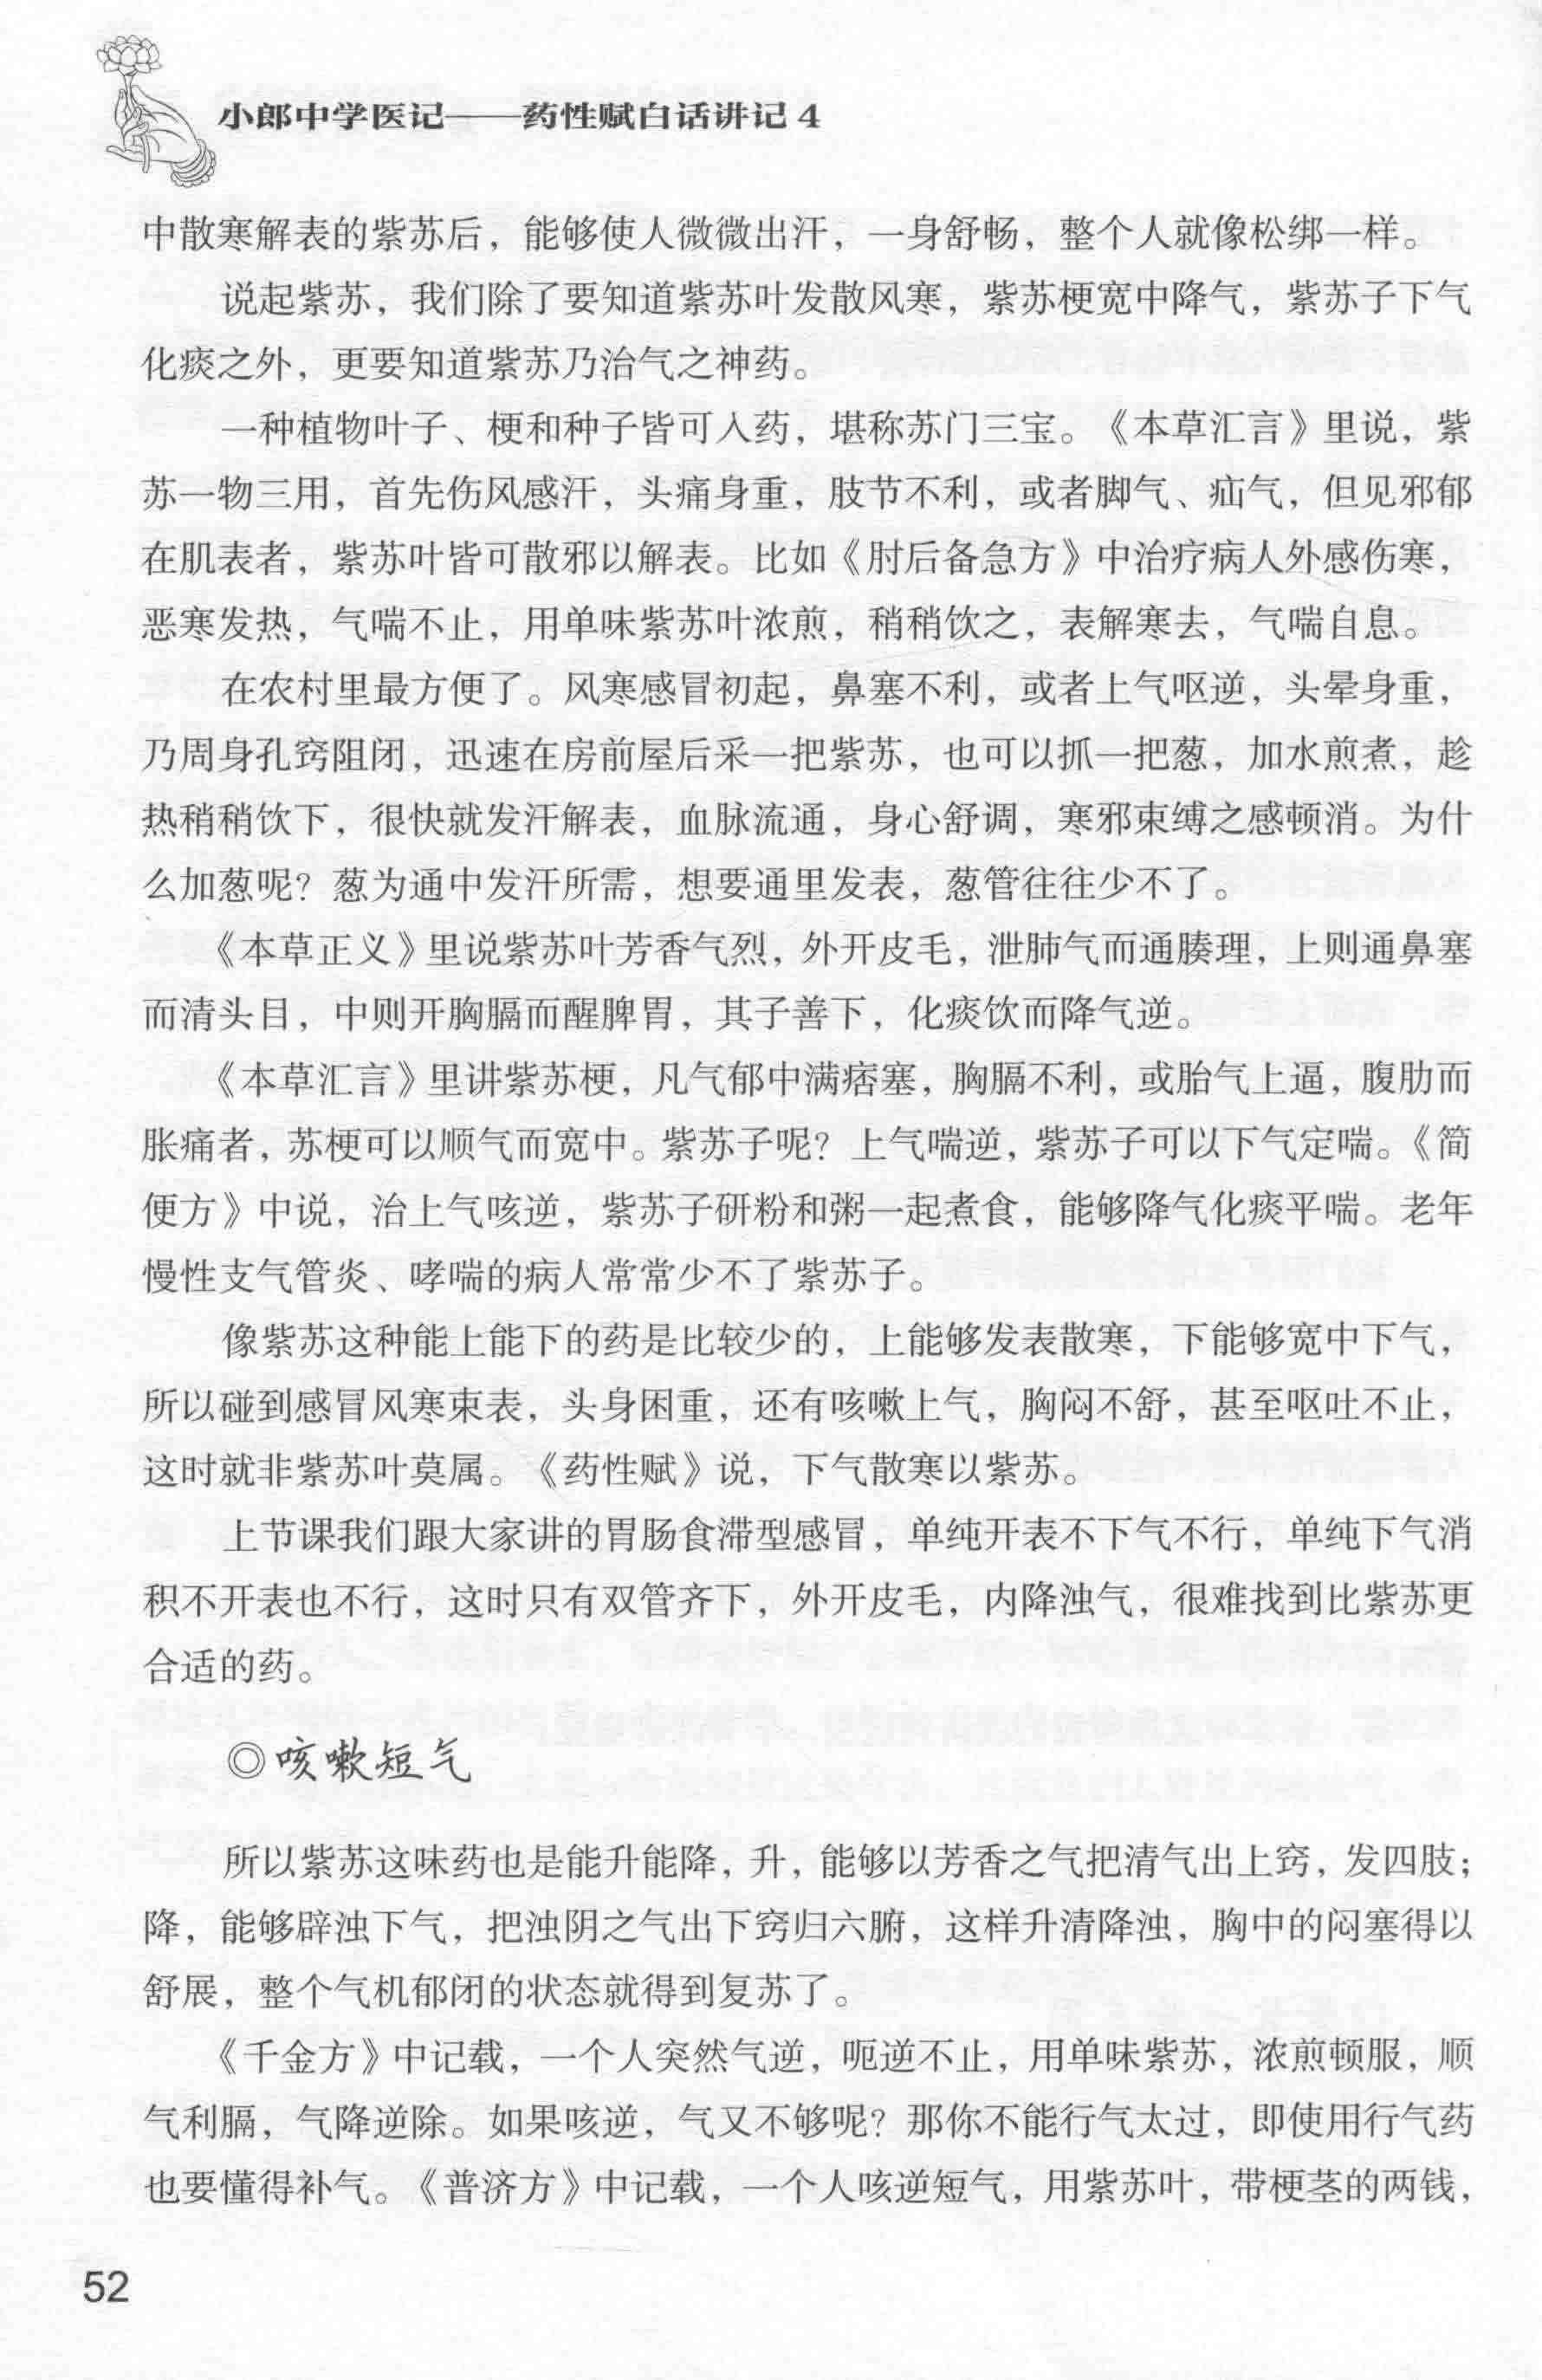 小郎中学医记——药性赋白话讲记4
中散寒解表的紫苏后，能够使人微微出汗，一身舒畅，整个人就像松绑一样。
说起紫苏，我们除了要知道紫苏叶发散风寒，紫苏梗宽中降气，紫苏子下气
化痰之外，更要知道紫苏乃治气之神药。
一种植物叶子、梗和种子皆可入药，堪称苏门三宝。《本草汇言》里说，紫
苏一物三用，首先伤风感汗，头痛身重，肢节不利，或者脚气、疝气，但见邪郁
在肌表者，紫苏叶皆可散邪以解表。比如《肘后备急方》中治疗病人外感伤寒，
恶寒发热，气喘不止，用单味紫苏叶浓煎，稍稍饮之，表解寒去，气喘自息。
在农村里最方便了。风寒感冒初起，鼻塞不利，或者上气呕逆，头晕身重，
乃周身孔窍阻闭，迅速在房前屋后采一把紫苏，也可以抓一把葱，加水煎煮，趁
热稍稍饮下，很快就发汗解表，血脉流通，身心舒调，寒邪束缚之感顿消。为什
么加葱呢？葱为通中发汗所需，想要通里发表，葱管往往少不了。
《本草正义》里说紫苏叶芳香气烈，外开皮毛，泄肺气而通腠理，上则通鼻塞
而清头目，中则开胸膈而醒脾胃，其子善下，化痰饮而降气逆。
《本草汇言》里讲紫苏梗，凡气郁中满痞塞，胸膈不利，或胎气上逼，腹肋而
胀痛者，苏梗可以顺气而宽中。紫苏子呢？上气喘逆，紫苏子可以下气定喘。《简
便方》中说，治上气咳逆，紫苏子研粉和粥一起煮食，能够降气化痰平喘。老年
慢性支气管炎、哮喘的病人常常少不了紫苏子。
像紫苏这种能上能下的药是比较少的，上能够发表散寒，下能够宽中下气，
所以碰到感冒风寒束表，头身困重，还有咳嗽上气，胸闷不舒，甚至呕吐不止，
这时就非紫苏叶莫属。《药性赋》说，下气散寒以紫苏。
上节课我们跟大家讲的胃肠食滞型感冒，单纯开表不下气不行，单纯下气消
积不开表也不行，这时只有双管齐下，外开皮毛，内降浊气，很难找到比紫苏更
合适的药。
◎咳嗽短气
所以紫苏这味药也是能升能降，升，能够以芳香之气把清气出上窍，发四肢；
降，能够辟浊下气，把浊阴之气出下窍归六腑，这样升清降浊，胸中的闷塞得以
舒展，整个气机郁闭的状态就得到复苏了。
《千金方》中记载，一个人突然气逆，呃逆不止，用单味紫苏，浓煎顿服，顺
气利膈，气降逆除。如果咳逆，气又不够呢？那你不能行气太过，即使用行气药
也要懂得补气。《普济方》中记载，一个人咳逆短气，用紫苏叶，带梗茎的两钱，
52